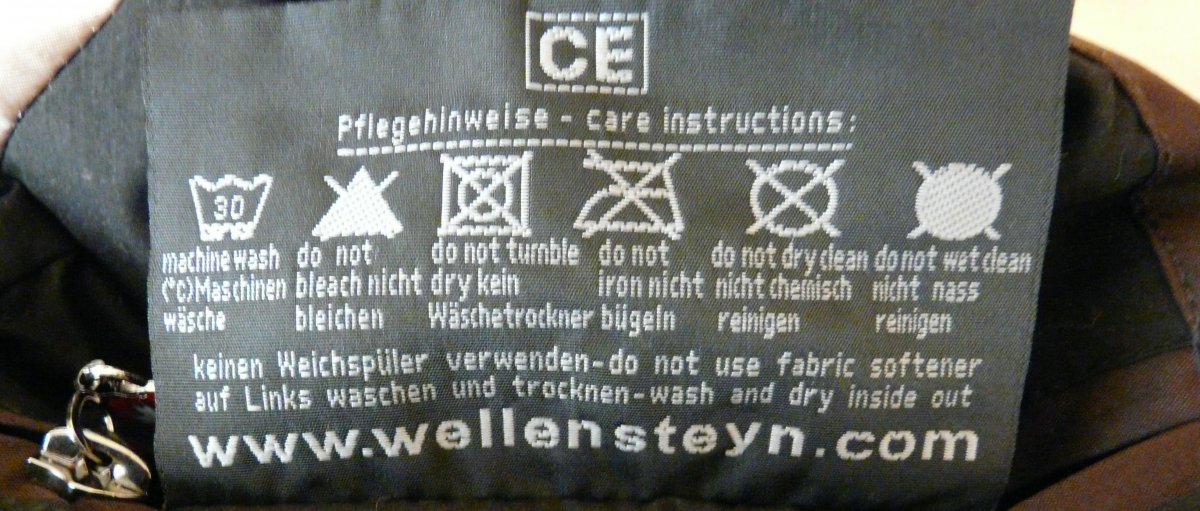 CE
Pflegehinweise - care instructions:
30
machine wash
(°C)Maschinen
wäsche
do not
bleach nicht
bleichen
do not tumble
dry kein
Wäschetrockner
do not
iron nicht
bügeln
do not dry clean
nicht chemisch
reinigen
do not wet clean
nicht nass
reinigen
keinen Weichspüler verwenden-do not use fabric softener
auf Links waschen und trocknen-wash and dry inside out
www.wellensteyn.com